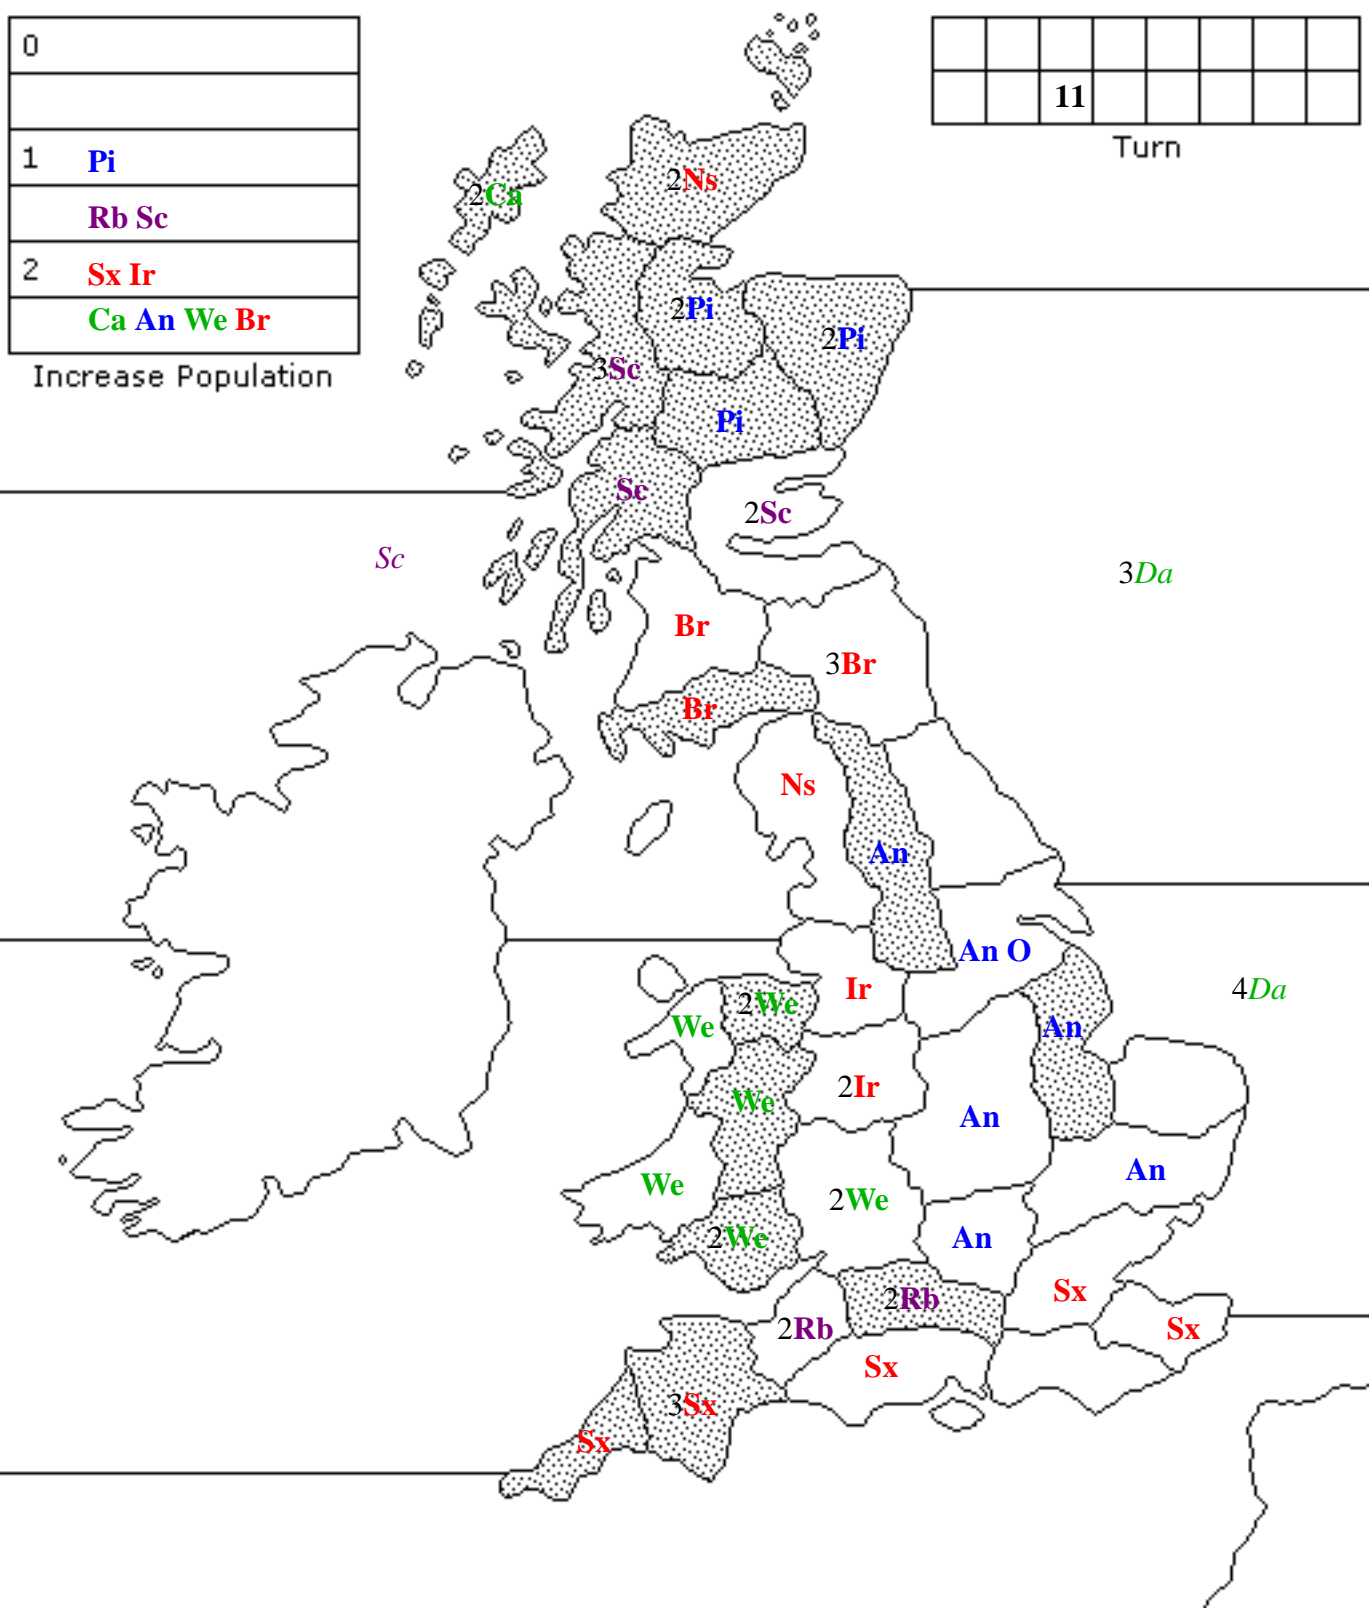 0
1 Pi
Rb Sc
2 Sx Ir
Ca An We Br
Increase Population
11
Turn
2Ns
2Ca
2Pi
2Pi
3Sc
Pi
Sc
2Sc
Sc
3Da
Br
3Br
Br
Ns
An
An O
Ir
4Da
2We
We
An
2Ir
We
An
An
We
2We
2We
An
Sx
2Rb
2Rb
Sx
Sx
3Sx
Sx